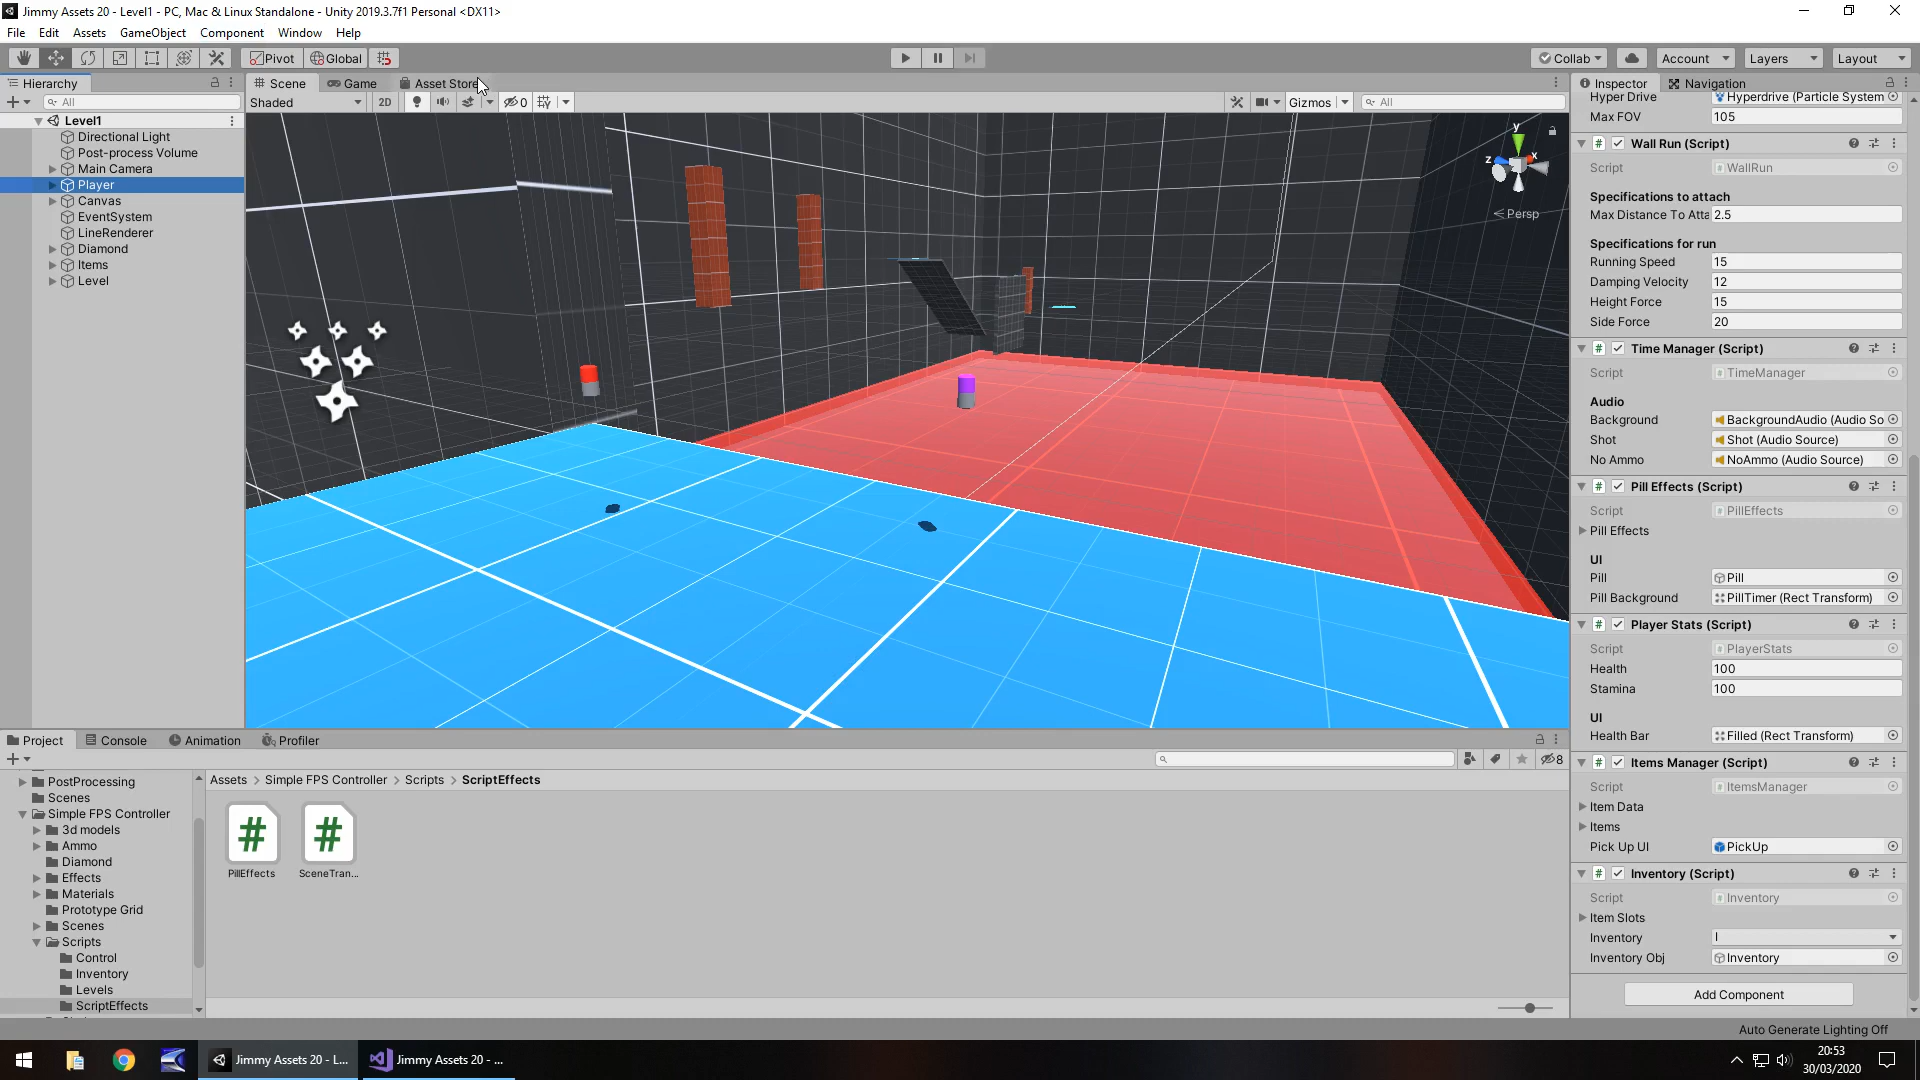 Jimmy Assets 20 - Level1 - PC, Mac & Linux Standalone - Unity 2019.3.7f1 Personal <DX11>
File Edit Assets GameObject Component Window Help
Pivot Global Collab Account Layers Layout
Hierarchy
All
Level1
Directional Light
Post-process Volume
Main Camera
Player
Canvas
EventSystem
LineRenderer
Diamond
Items
Level
Scene Game Asset Store
Shaded 2D 0 Gizmos All
y
z x
Persp
Inspector Navigation
Hyper Drive Hyperdrive (Particle System
Max FOV 105
Wall Run (Script)
Script WallRun
Specifications to attach
Max Distance To Atta 2.5
Specifications for run
Running Speed 15
Damping Velocity 12
Height Force 15
Side Force 20
Time Manager (Script)
Script TimeManager
Audio
Background BackgroundAudio (Audio So
Shot Shot (Audio Source)
No Ammo NoAmmo (Audio Source)
Pill Effects (Script)
Script PillEffects
Pill Effects
UI
Pill Pill
Pill Background PillTimer (Rect Transform)
Player Stats (Script)
Script PlayerStats
Health 100
Stamina 100
UI
Health Bar Filled (Rect Transform)
Items Manager (Script)
Script ItemsManager
Item Data
Items
Pick Up UI PickUp
Inventory (Script)
Script Inventory
Item Slots
Inventory I
Inventory Obj Inventory
Add Component
Auto Generate Lighting Off
Project Console Animation Profiler
8
PostProcessing
Scenes
Simple FPS Controller
3d models
Ammo
Diamond
Effects
Materials
Prototype Grid
Scenes
Scripts
Control
Inventory
Levels
ScriptEffects
Assets > Simple FPS Controller > Scripts > ScriptEffects
# #
PillEffects SceneTran...
Jimmy Assets 20 - L... Jimmy Assets 20 - ...
20:53
30/03/2020